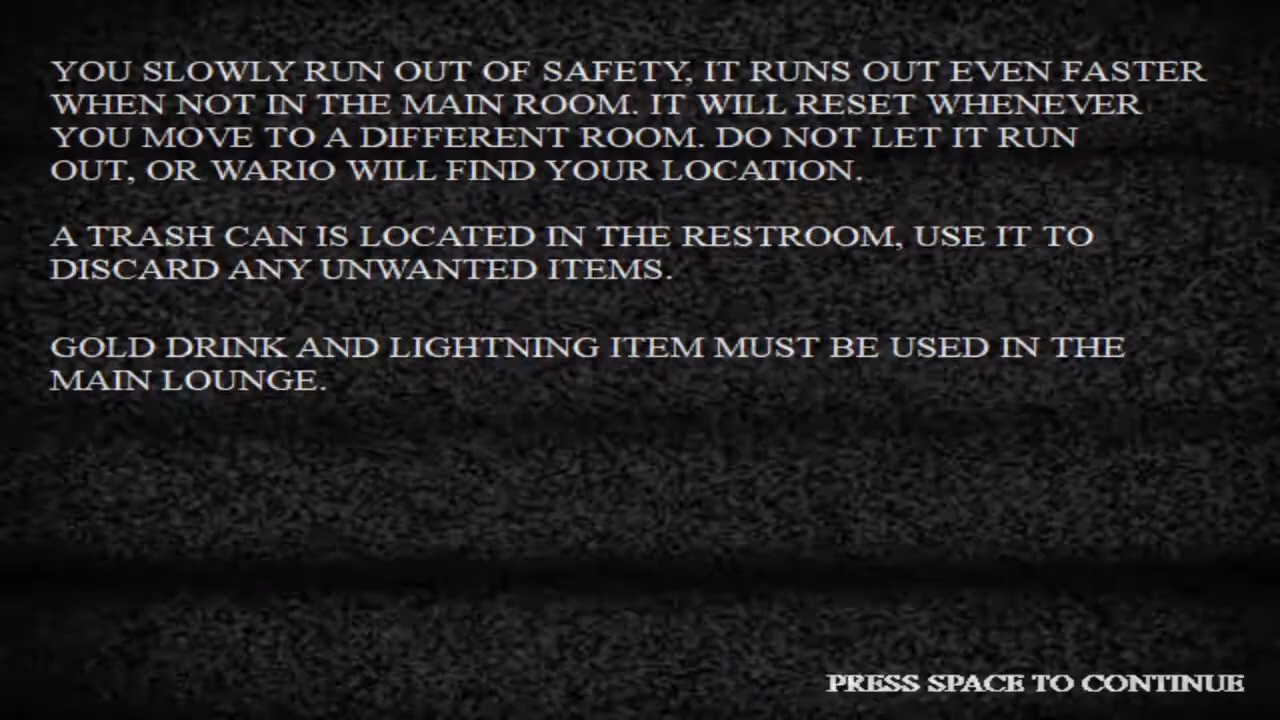 YOU SLOWLY RUN OUT OF SAFETY, IT RUNS OUT EVEN FASTER
WHEN NOT IN THE MAIN ROOM. IT WILL RESET WHENEVER
YOU MOVE TO A DIFFERENT ROOM. DO NOT LET IT RUN
OUT, OR WARIO WILL FIND YOUR LOCATION.
A TRASH CAN IS LOCATED IN THE RESTROOM, USE IT TO
DISCARD ANY UNWANTED ITEMS.
GOLD DRINK AND LIGHTNING ITEM MUST BE USED IN THE
MAIN LOUNGE.
PRESS SPACE TO CONTINUE